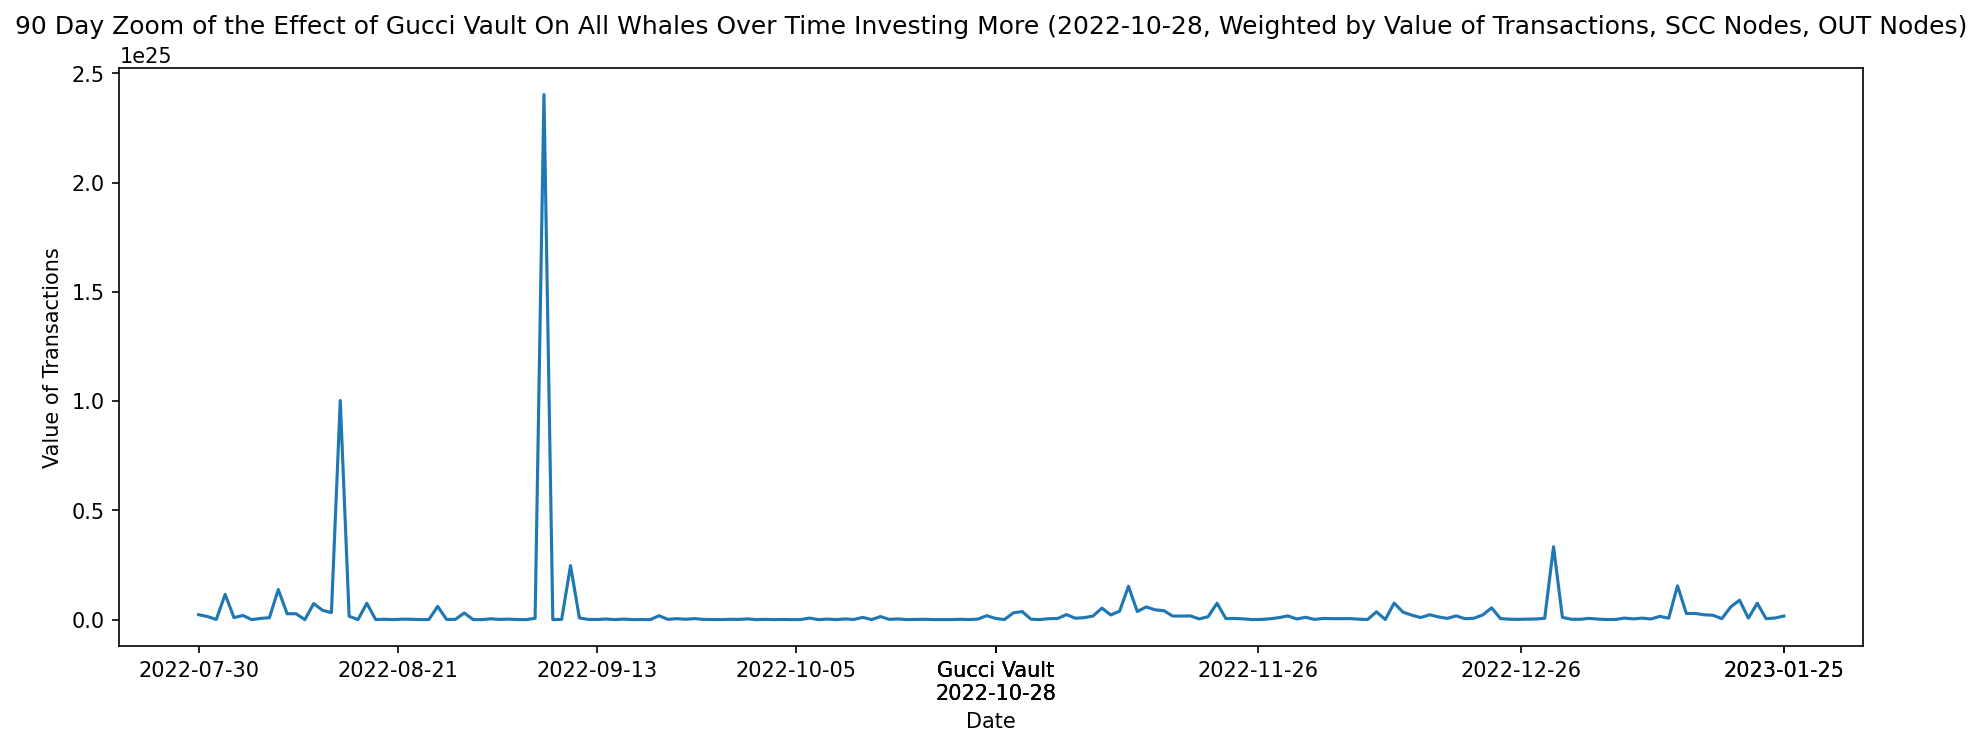 90 Day Zoom of the Effect of Gucci Vault On All Whales Over Time Investing More (2022-10-28, Weighted by Value of Transactions, SCC Nodes, OUT Nodes)
1e25
2.5
2.0
1.5
1.0
0.5
0.0
Value of Transactions
2022-07-30
2022-08-21
2022-09-13
2022-10-05
Gucci Vault
2022-10-28
2022-11-26
2022-12-26
2023-01-25
Date